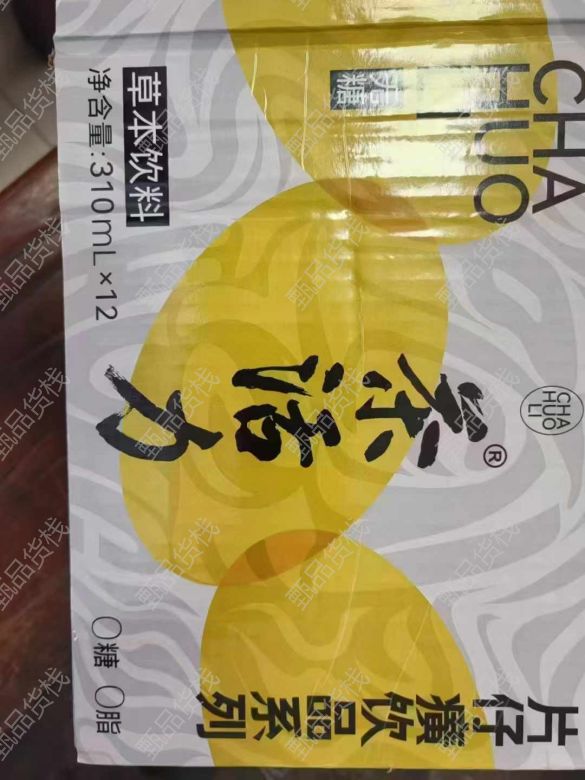 CHA
HUO
无糖
草本饮料
净含量:310mL×12
茶活力®
CHA
HUO
LI
0糖 0脂
片仔癀饮品系列
甄品货栈